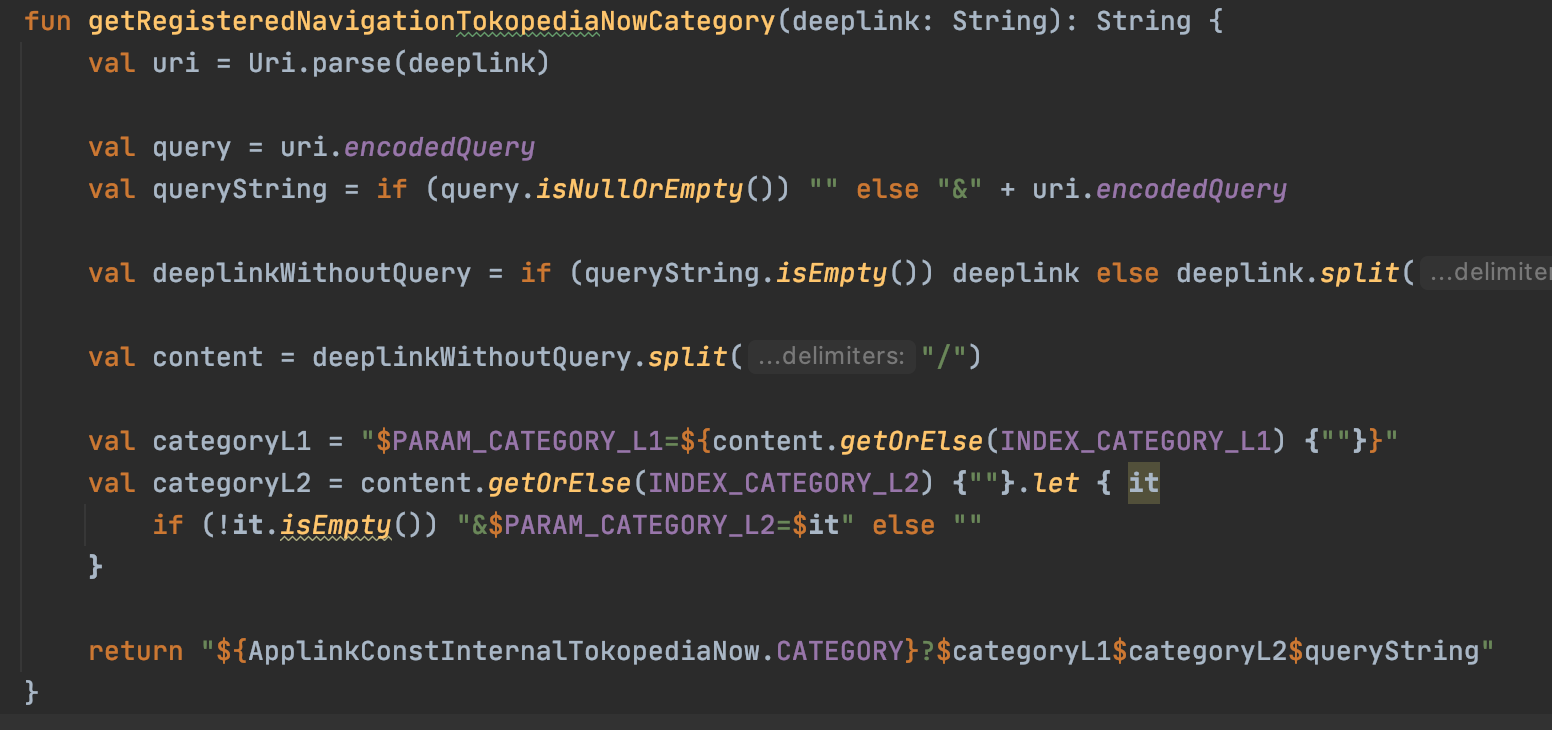 fun getRegisteredNavigationTokopediaNowCategory(deeplink: String): String {
val uri = Uri.parse(deeplink)
val query = uri.encodedQuery
val queryString = if (query.isNullOrEmpty()) "" else "&" + uri.encodedQuery
val deeplinkWithoutQuery = if (queryString.isEmpty()) deeplink else deeplink.split(
val content = deeplinkWithoutQuery.split( ...delimiters: "/")
val categoryL1 = "$PARAM_CATEGORY_L1=${content.getOrElse(INDEX_CATEGORY_L1) {""}}"
val categoryL2 = content.getOrElse(INDEX_CATEGORY_L2) {""}.let { it
if (!it.isEmpty()) "&$PARAM_CATEGORY_L2=$it" else ""
}
return "${ApplinkConstInternalTokopediaNow.CATEGORY}?$categoryL1$categoryL2$queryString"
}